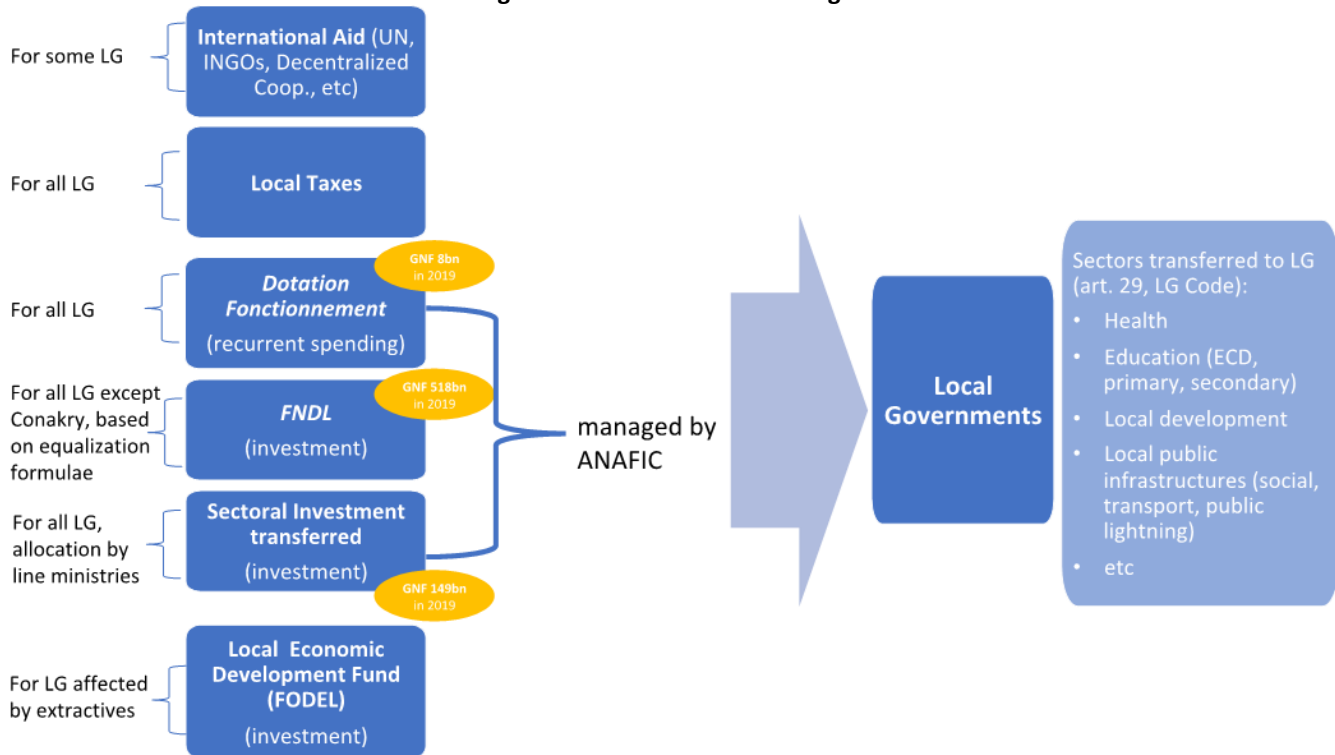 For some LG
International Aid (UN,
INGOs, Decentralized
Coop., etc)
For all LG
Local Taxes
For all LG
GNF 8bn
in 2019
Dotation
Fonctionnement
(recurrent spending)
For all LG except
Conakry, based
on equalization
formulae
GNF 518bn
in 2019
FNDL
(investment)
For all LG,
allocation by
line ministries
Sectoral Investment
transferred
(investment)
GNF 149bn
in 2019
For LG affected
by extractives
Local Economic
Development Fund
(FODEL)
(investment)
managed by
ANAFIC
Local
Governments
Sectors transferred to LG
(art. 29, LG Code):
• Health
• Education (ECD,
primary, secondary)
• Local development
• Local public
infrastructures (social,
transport, public
lightning)
• etc